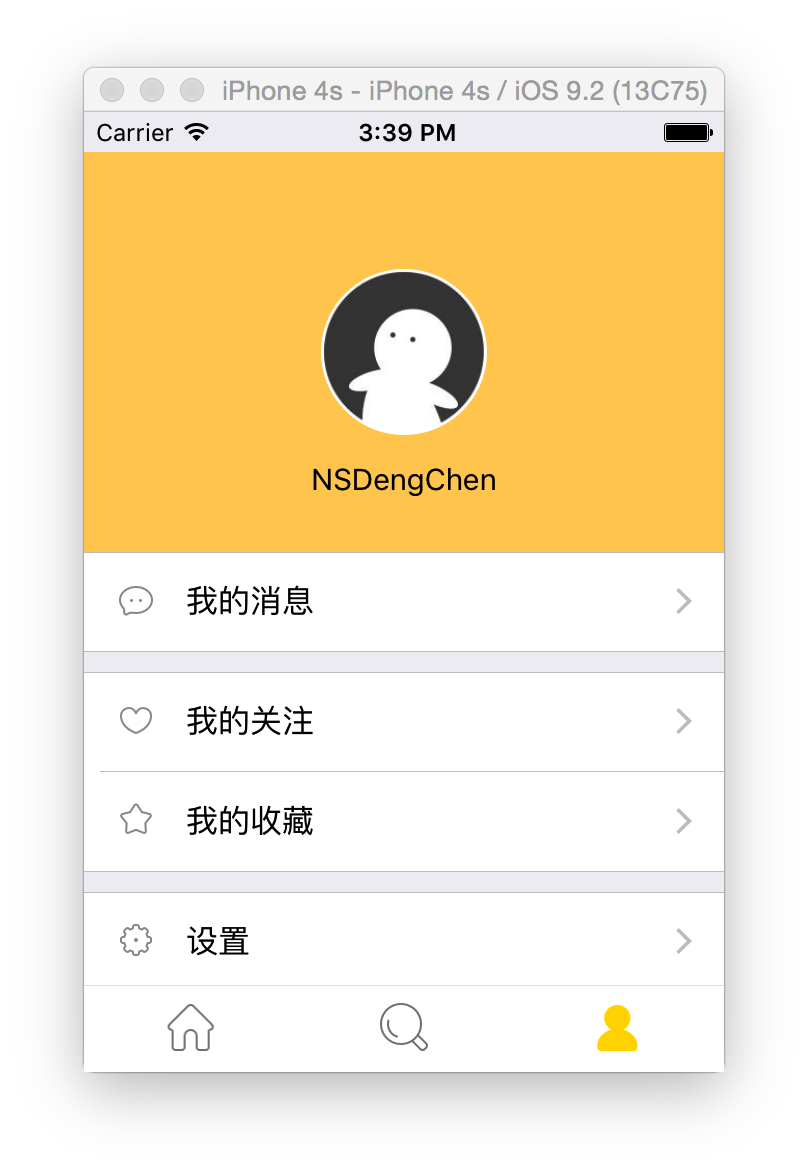 iPhone 4s - iPhone 4s / iOS 9.2 (13C75)
Carrier 3:39 PM
NSDengChen
我的消息
我的关注
我的收藏
设置